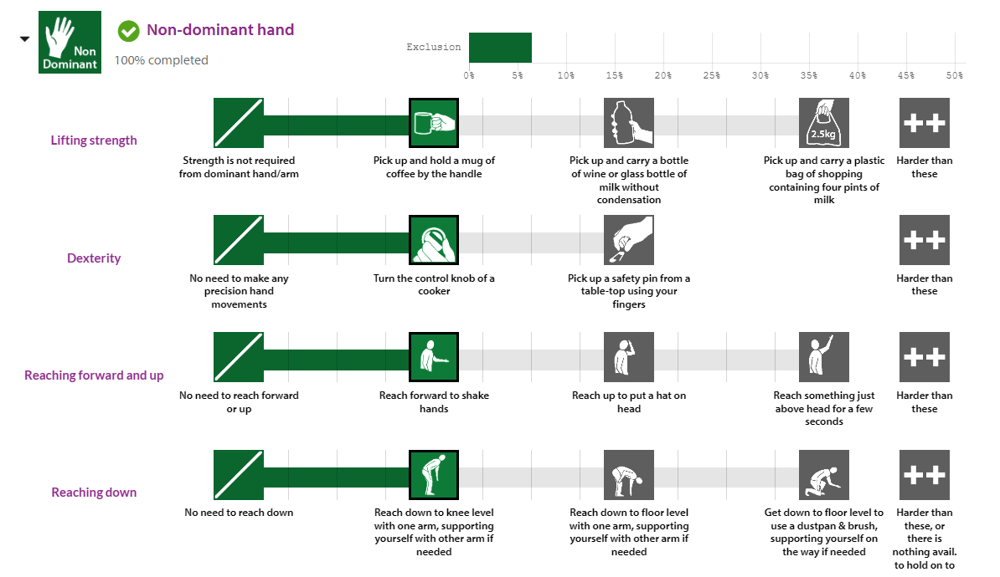 Non
Dominant
Non-dominant hand
100% completed
Exclusion
0% 5% 10% 15% 20% 25% 30% 35% 40% 45% 50%
Lifting strength
2.5kg
++
Strength is not required
from dominant hand/arm
Pick up and hold a mug of
coffee by the handle
Pick up and carry a bottle
of wine or glass bottle of
milk without
condensation
Pick up and carry a plastic
bag of shopping
containing four pints of
milk
Harder than
these
Dexterity
++
No need to make any
precision hand
movements
Turn the control knob of a
cooker
Pick up a safety pin from a
table-top using your
fingers
Harder than
these
Reaching forward and up
++
No need to reach forward
or up
Reach forward to shake
hands
Reach up to put a hat on
head
Reach something just
above head for a few
seconds
Harder than
these
Reaching down
++
No need to reach down
Reach down to knee level
with one arm, supporting
yourself with other arm if
needed
Reach down to floor level
with one arm, supporting
yourself with other arm if
needed
Get down to floor level to
use a dustpan & brush,
supporting yourself on
the way if needed
Harder than
these, or
there is
nothing avail.
to hold on to